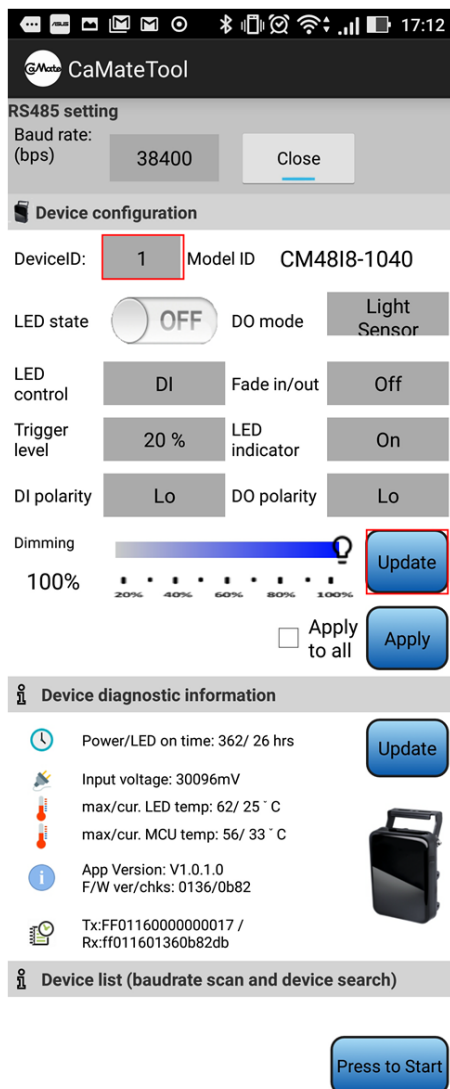 17:12
CaMate CaMateTool
RS485 setting
Baud rate:
(bps)
38400
Close
Device configuration
DeviceID:
1
Model ID
CM48I8-1040
LED state
OFF
DO mode
Light
Sensor
LED
control
DI
Fade in/out
Off
Trigger
level
20 %
LED
indicator
On
DI polarity
Lo
DO polarity
Lo
Dimming
100%
20% 40% 60% 80% 100%
Update
Apply
to all
Apply
Device diagnostic information
Power/LED on time: 362/ 26 hrs
Update
Input voltage: 30096mV
max/cur. LED temp: 62/ 25 ˇ C
max/cur. MCU temp: 56/ 33 ˇ C
App Version: V1.0.1.0
F/W ver/chks: 0136/0b82
Tx:FF01160000000017 /
Rx:ff011601360b82db
Device list (baudrate scan and device search)
Press to Start